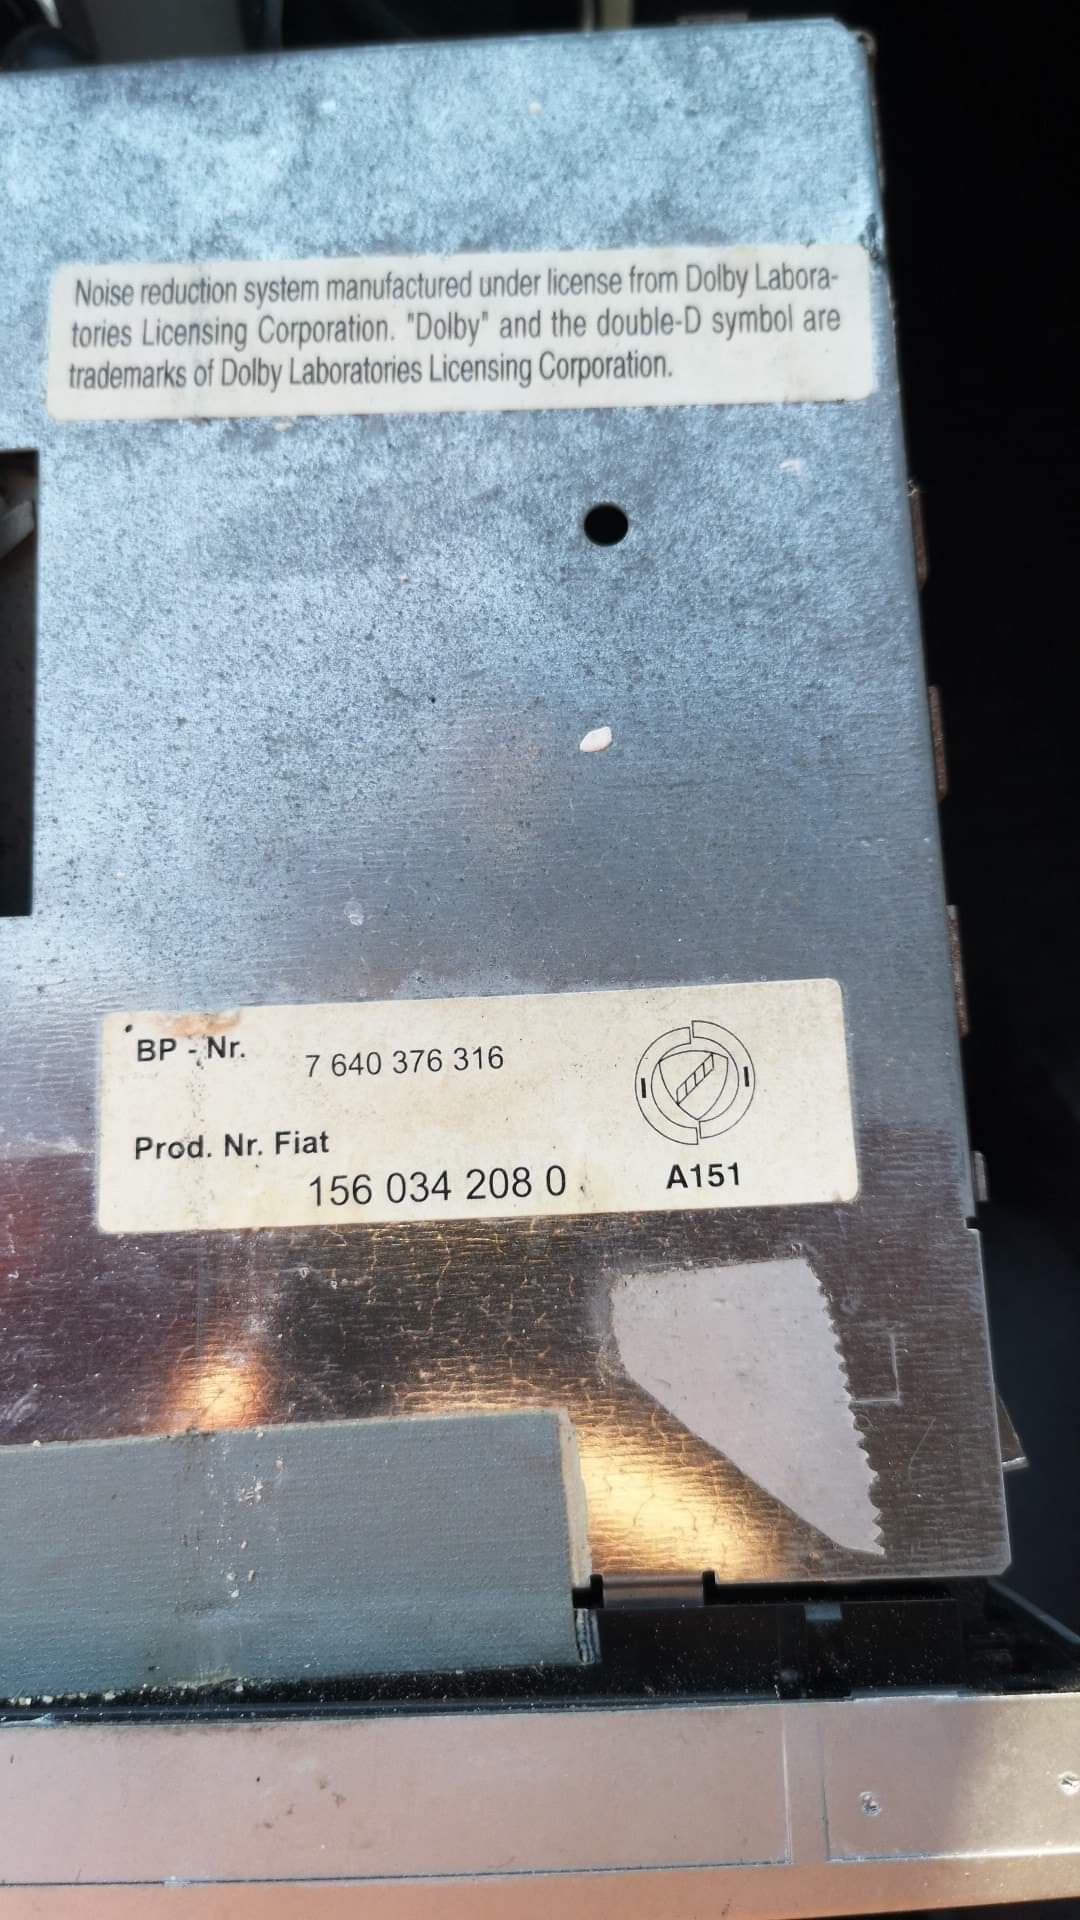 Noise reduction system manufactured under license from Dolby Labora-
tories Licensing Corporation. "Dolby" and the double-D symbol are
trademarks of Dolby Laboratories Licensing Corporation.
BP - Nr. 7 640 376 316
Prod. Nr. Fiat
156 034 208 0
A151